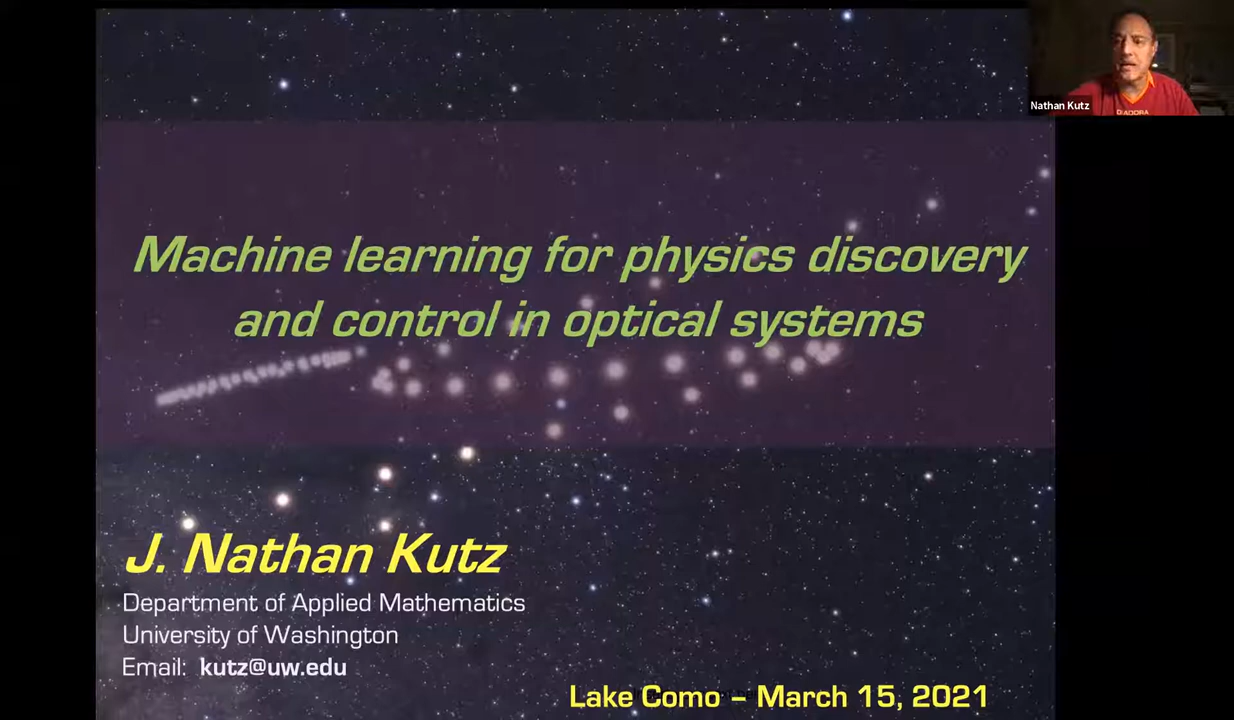 Nathan Kutz
DIADORA
Machine learning for physics discovery
and control in optical systems
J. Nathan Kutz
Department of Applied Mathematics
University of Washington
Email: kutz@uw.edu
Lake Como – March 15, 2021